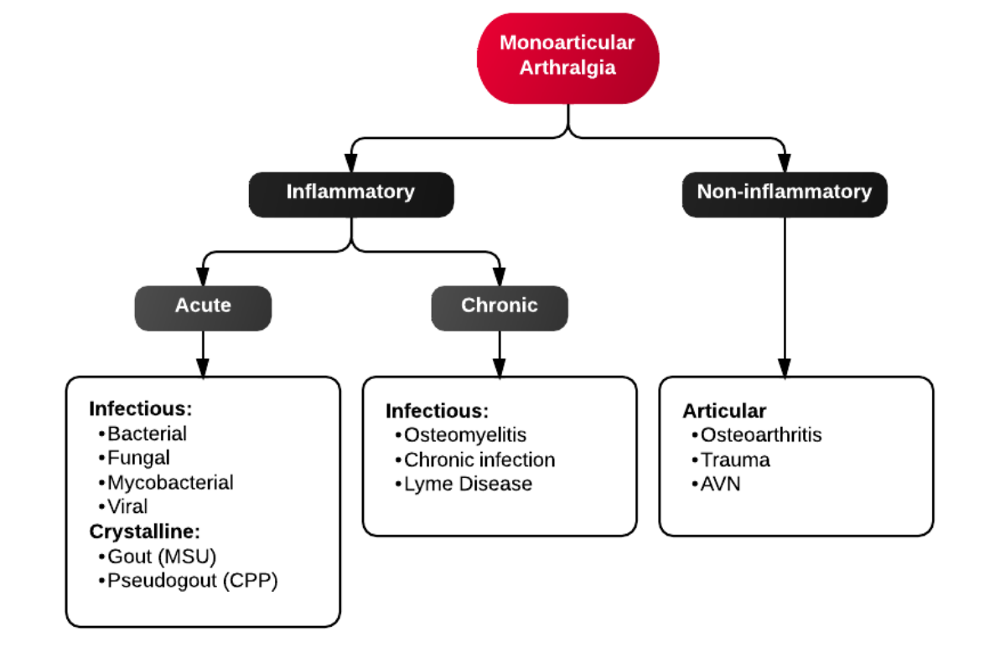 Monoarticular
Arthralgia
Inflammatory
Non-inflammatory
Acute
Chronic
Infectious:
•Bacterial
•Fungal
•Mycobacterial
•Viral
Crystalline:
•Gout (MSU)
•Pseudogout (CPP)
Infectious:
•Osteomyelitis
•Chronic infection
•Lyme Disease
Articular
•Osteoarthritis
•Trauma
•AVN